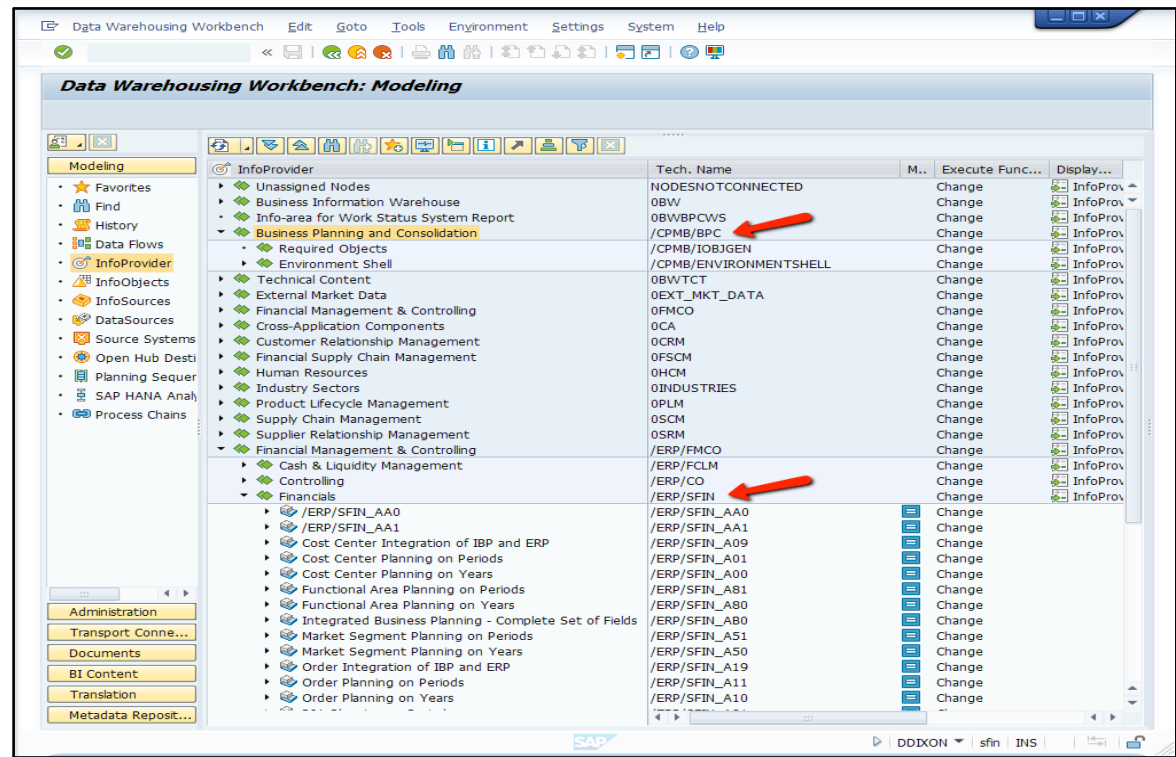 Data Warehousing Workbench Edit Goto Tools Environment Settings System Help
Data Warehousing Workbench: Modeling
Modeling
Favorites
Find
History
Data Flows
InfoProvider
InfoObjects
InfoSources
DataSources
Source Systems
Open Hub Desti
Planning Sequer
SAP HANA Analy
Process Chains
Administration
Transport Conne...
Documents
BI Content
Translation
Metadata Reposit...
InfoProvider Tech. Name M.. Execute Func... Display...
Unassigned Nodes NODESNOTCONNECTED Change InfoProv
Business Information Warehouse 0BW Change InfoProv
Info-area for Work Status System Report 0BWBPCWS Change InfoProv
Business Planning and Consolidation /CPMB/BPC Change InfoProv
Required Objects /CPMB/IOBJGEN Change InfoProv
Environment Shell /CPMB/ENVIRONMENTSHELL Change InfoProv
Technical Content 0BWTCT Change InfoProv
External Market Data 0EXT_MKT_DATA Change InfoProv
Financial Management & Controlling 0FMCO Change InfoProv
Cross-Application Components 0CA Change InfoProv
Customer Relationship Management 0CRM Change InfoProv
Financial Supply Chain Management 0FSCM Change InfoProv
Human Resources 0HCM Change InfoProv
Industry Sectors 0INDUSTRIES Change InfoProv
Product Lifecycle Management 0PLM Change InfoProv
Supply Chain Management 0SCM Change InfoProv
Supplier Relationship Management 0SRM Change InfoProv
Financial Management & Controlling /ERP/FMCO Change InfoProv
Cash & Liquidity Management /ERP/FCLM Change InfoProv
Controlling /ERP/CO Change InfoProv
Financials /ERP/SFIN Change InfoProv
/ERP/SFIN_AA0 /ERP/SFIN_AA0 Change
/ERP/SFIN_AA1 /ERP/SFIN_AA1 Change
Cost Center Integration of IBP and ERP /ERP/SFIN_A09 Change
Cost Center Planning on Periods /ERP/SFIN_A01 Change
Cost Center Planning on Years /ERP/SFIN_A00 Change
Functional Area Planning on Periods /ERP/SFIN_A81 Change
Functional Area Planning on Years /ERP/SFIN_A80 Change
Integrated Business Planning - Complete Set of Fields /ERP/SFIN_AB0 Change
Market Segment Planning on Periods /ERP/SFIN_A51 Change
Market Segment Planning on Years /ERP/SFIN_A50 Change
Order Integration of IBP and ERP /ERP/SFIN_A19 Change
Order Planning on Periods /ERP/SFIN_A11 Change
Order Planning on Years /ERP/SFIN_A10 Change
SAP DDIXON sfin INS